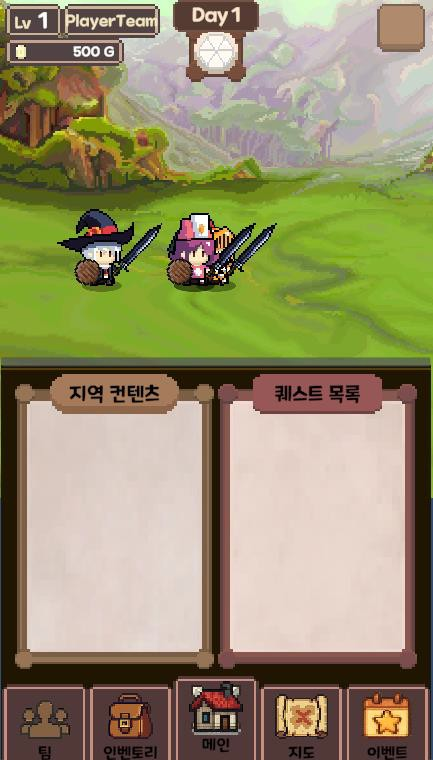 Lv 1 PlayerTeam
Day 1
500 G
지역 컨텐츠
퀘스트 목록
팀
인벤토리
메인
지도
이벤트